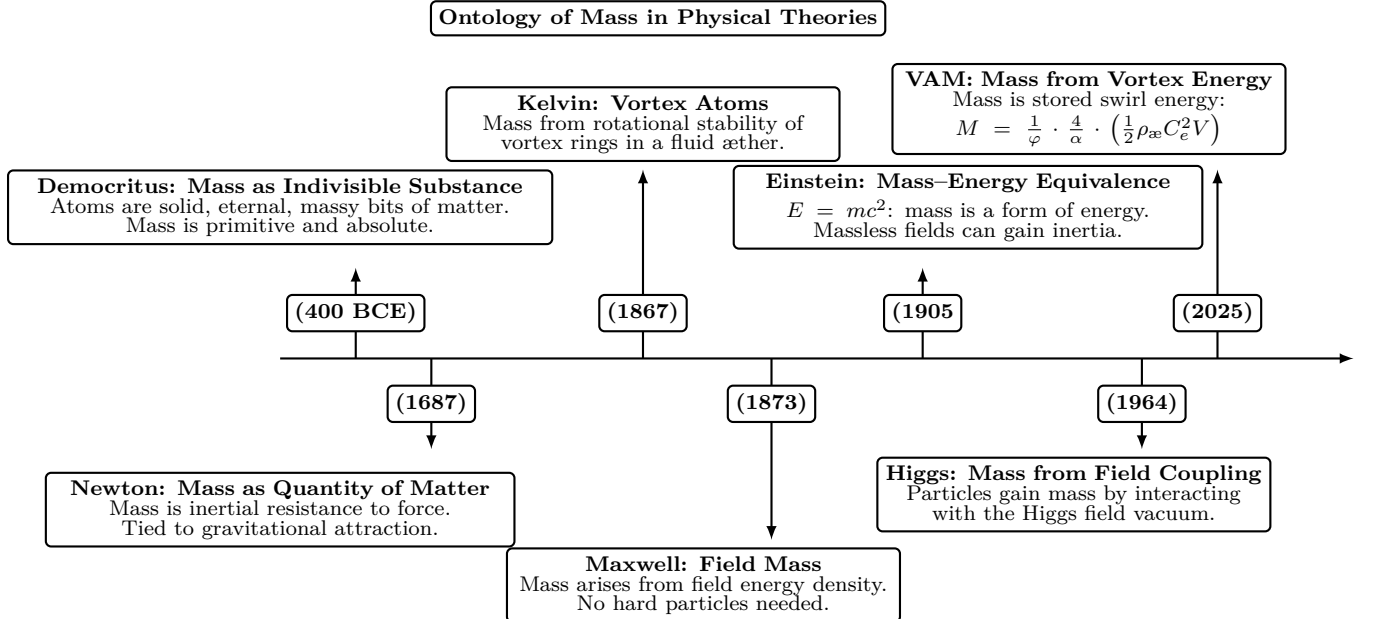 Ontology of Mass in Physical Theories
VAM: Mass from Vortex Energy
Mass is stored swirl energy:
M = 1/φ · 4/α · (1/2 ρ_æ C_e^2 V)
Kelvin: Vortex Atoms
Mass from rotational stability of
vortex rings in a fluid æther.
Democritus: Mass as Indivisible Substance
Atoms are solid, eternal, massy bits of matter.
Mass is primitive and absolute.
Einstein: Mass–Energy Equivalence
E = mc²: mass is a form of energy.
Massless fields can gain inertia.
(400 BCE)
(1867)
(1905
(2025)
(1687)
(1873)
(1964)
Newton: Mass as Quantity of Matter
Mass is inertial resistance to force.
Tied to gravitational attraction.
Higgs: Mass from Field Coupling
Particles gain mass by interacting
with the Higgs field vacuum.
Maxwell: Field Mass
Mass arises from field energy density.
No hard particles needed.